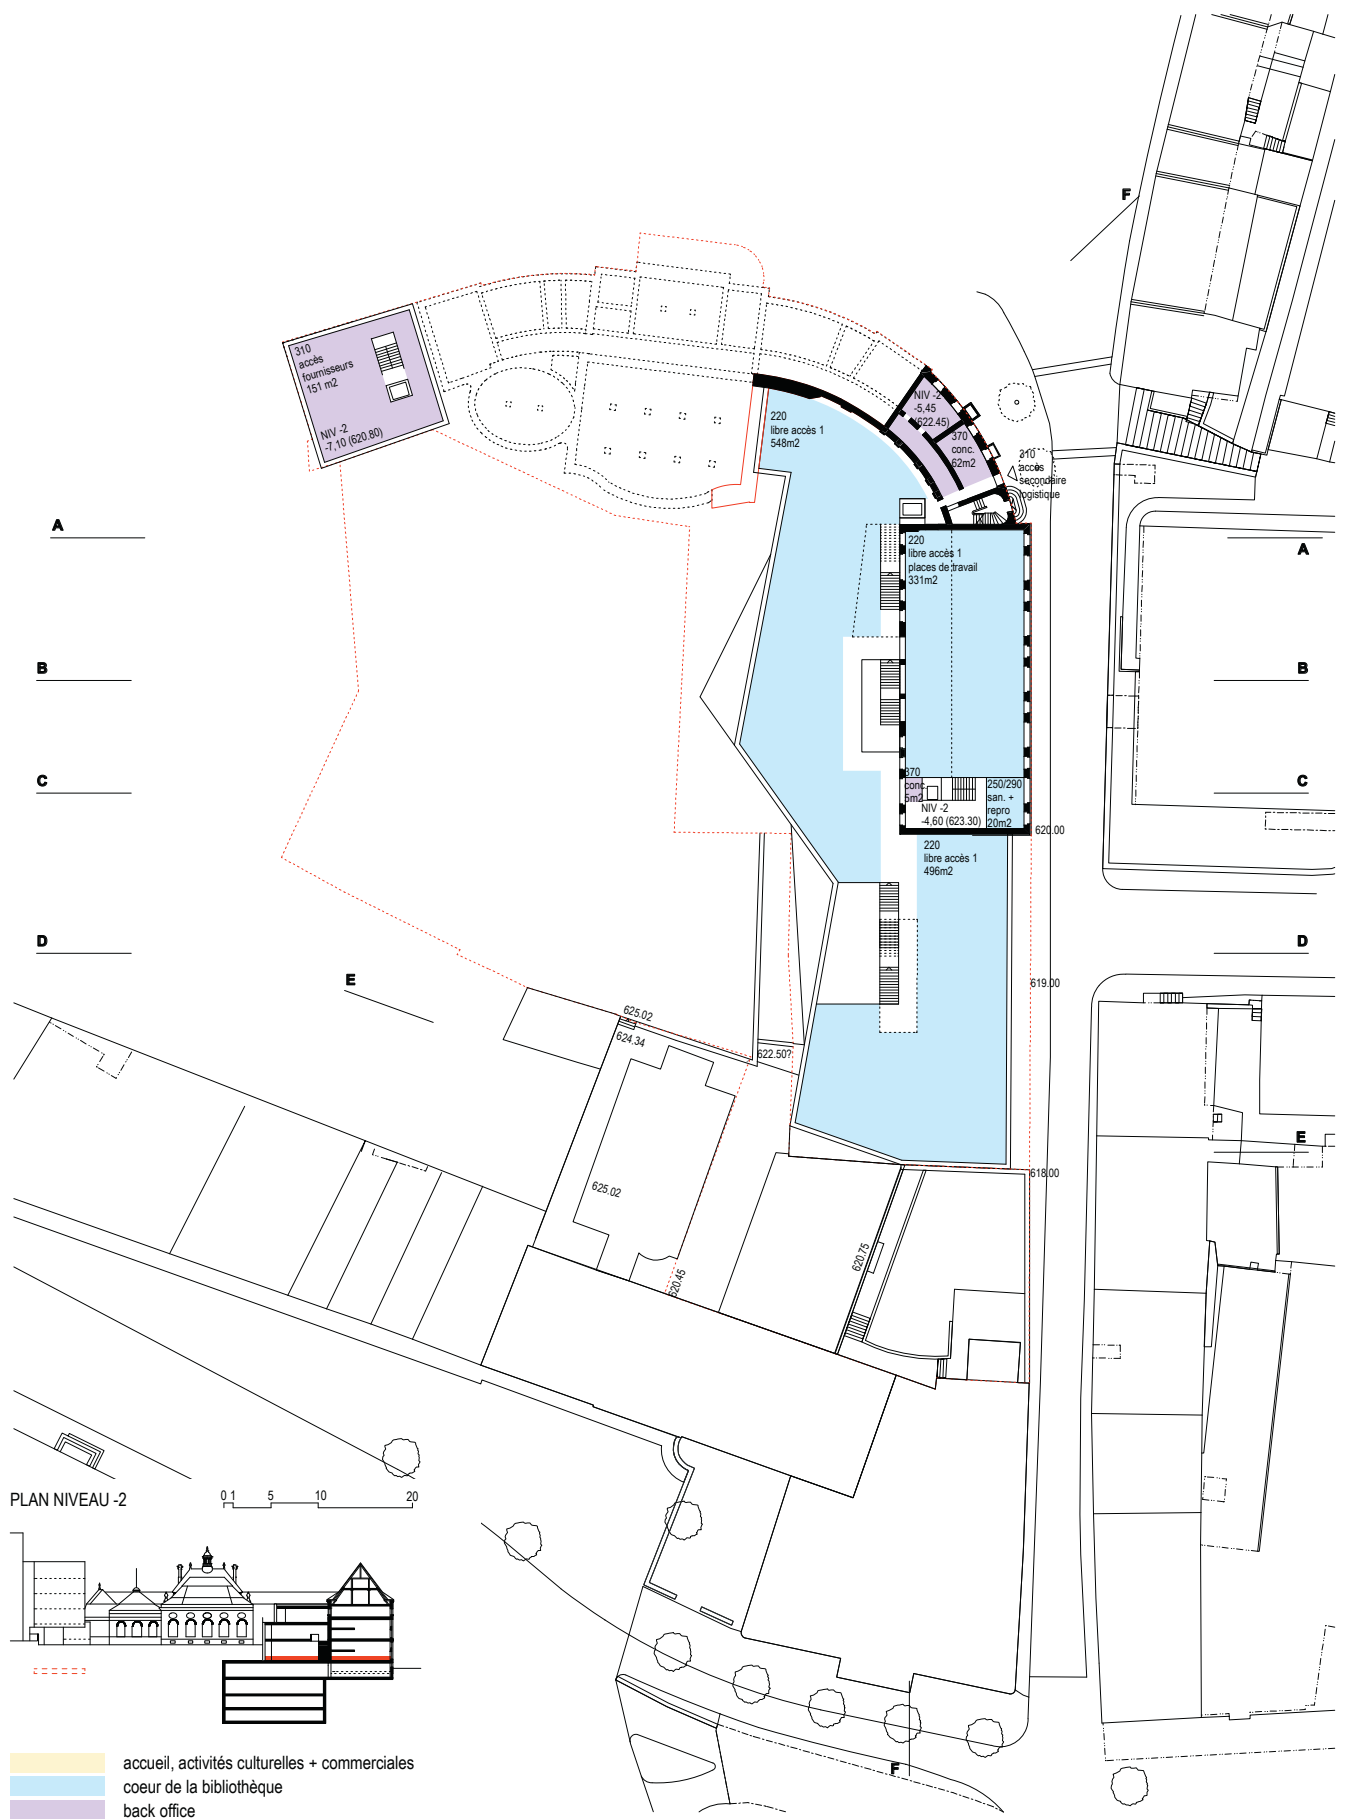 F
310
accès
fournisseurs
151 m2
NIV -2
-7,10 (620.80)
220
libre accès 1
548m2
NIV -2
-5,45
(622.45)
370
conc.
62m2
310
accès
secondaire
logistique
A
A
220
libre accès 1
places de travail
331m2
B
B
C
C
370
conc.
5m2
NIV -2
-4,60 (623.30)
250/290
san. +
repro
20m2
620.00
220
libre accès 1
496m2
D
D
E
619.00
625.02
624.34
622.50?
E
618.00
625.02
620.45
620.75
PLAN NIVEAU -2
0 1 5 10 20
F
accueil, activités culturelles + commerciales
coeur de la bibliothèque
back office